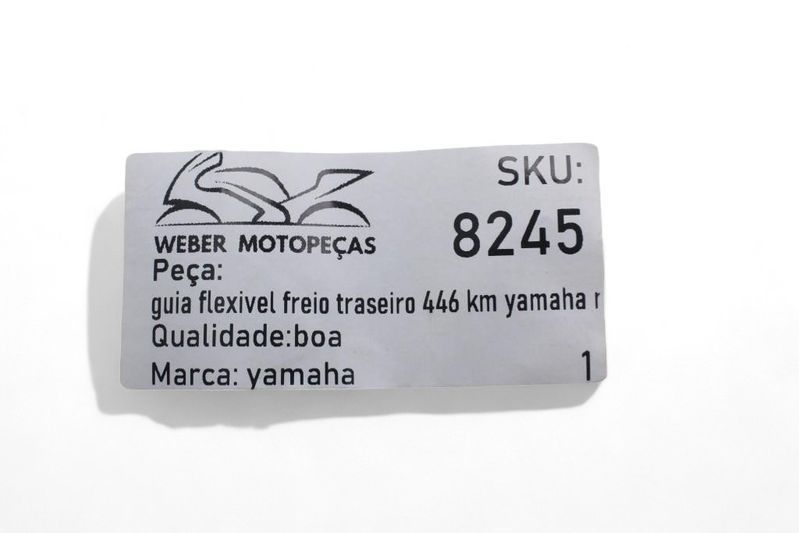 SKU:
8245
WEBER MOTOPEÇAS
Peça:
guia flexivel freio traseiro 446 km yamaha
Qualidade:boa
Marca: yamaha
1